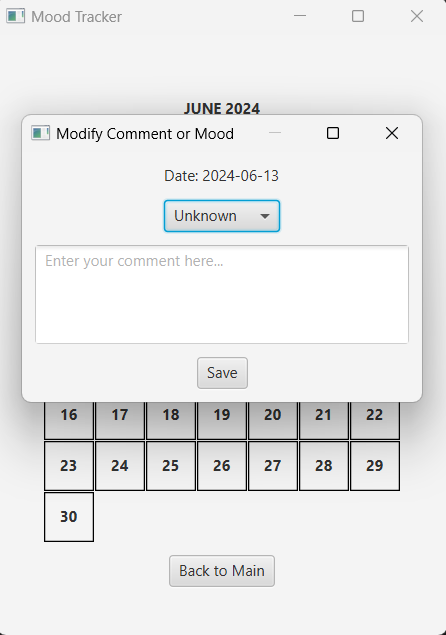 Mood Tracker
JUNE 2024
Modify Comment or Mood
Date: 2024-06-13
Unknown
Enter your comment here...
Save
16 17 18 19 20 21 22
23 24 25 26 27 28 29
30
Back to Main